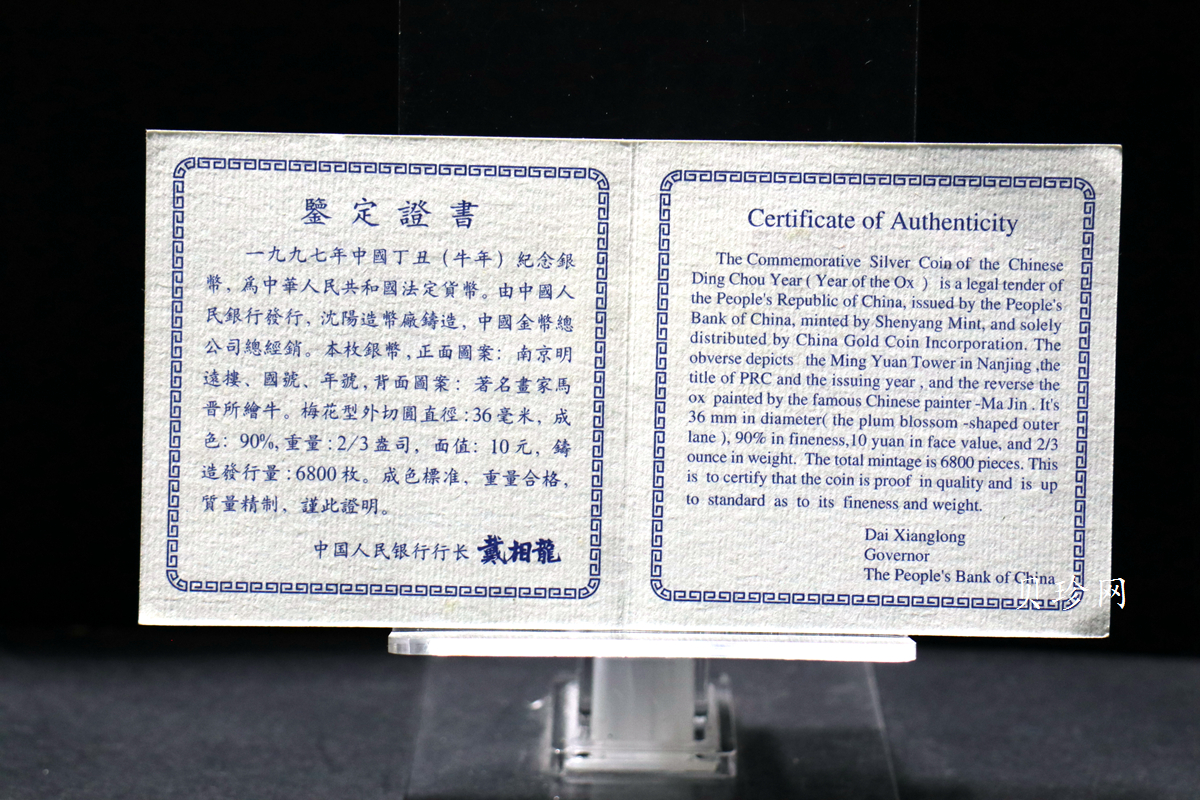 鑒定證書
一九九七年中國丁丑(牛年)紀念銀
幣,爲中華人民共和國法定貨幣。由中國人
民銀行發行,沈陽造幣廠鑄造,中國金幣總
公司總經銷。本枚銀幣,正面圖案:南京明
遠樓、國號、年號,背面圖案:著名畫家馬
晋所繪牛。梅花型外切圓直徑:36毫米,成
色:90%,重量:2/3盎司,面值:10元,鑄
造發行量:6800枚。成色標准,重量合格,
質量精制,謹此證明。
中国人民银行行长 戴相龍
Certificate of Authenticity
The Commemorative Silver Coin of the Chinese
Ding Chou Year ( Year of the Ox ) is a legal tender of
the People's Republic of China, issued by the People's
Bank of China, minted by Shenyang Mint, and solely
distributed by China Gold Coin Incorporation. The
obverse depicts the Ming Yuan Tower in Nanjing ,the
title of PRC and the issuing year , and the reverse the
ox painted by the famous Chinese painter -Ma Jin . It's
36 mm in diameter( the plum blossom -shaped outer
lane ), 90% in fineness,10 yuan in face value, and 2/3
ounce in weight. The total mintage is 6800 pieces. This
is to certify that the coin is proof in quality and is up
to standard as to its fineness and weight.
Dai Xianglong
Governor
The People's Bank of China
贝珍网